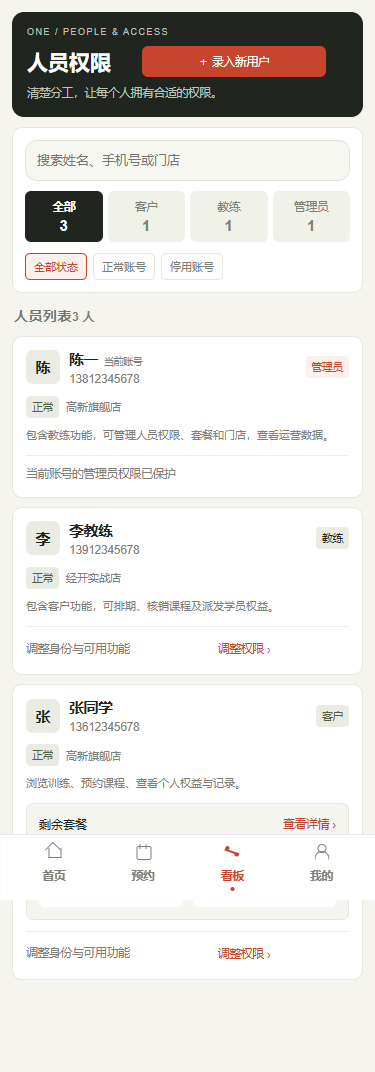 ONE / PEOPLE & ACCESS
人员权限
+ 录入新用户
清楚分工，让每个人拥有合适的权限。
搜索姓名、手机号或门店
全部 客户 教练 管理员
3 1 1 1
全部状态 正常账号 停用账号
人员列表3 人
陈 陈一 当前账号 管理员
13812345678
正常 高新旗舰店
包含教练功能，可管理人员权限、套餐和门店，查看运营数据。
当前账号的管理员权限已保护
李 李教练 教练
13912345678
正常 经开实战店
包含客户功能，可排期、核销课程及派发学员权益。
调整身份与可用功能 调整权限 ›
张 张同学 客户
13612345678
正常 高新旗舰店
浏览训练、预约课程、查看个人权益与记录。
剩余套餐 查看详情 ›
首页 预约 看板 我的
调整身份与可用功能 调整权限 ›